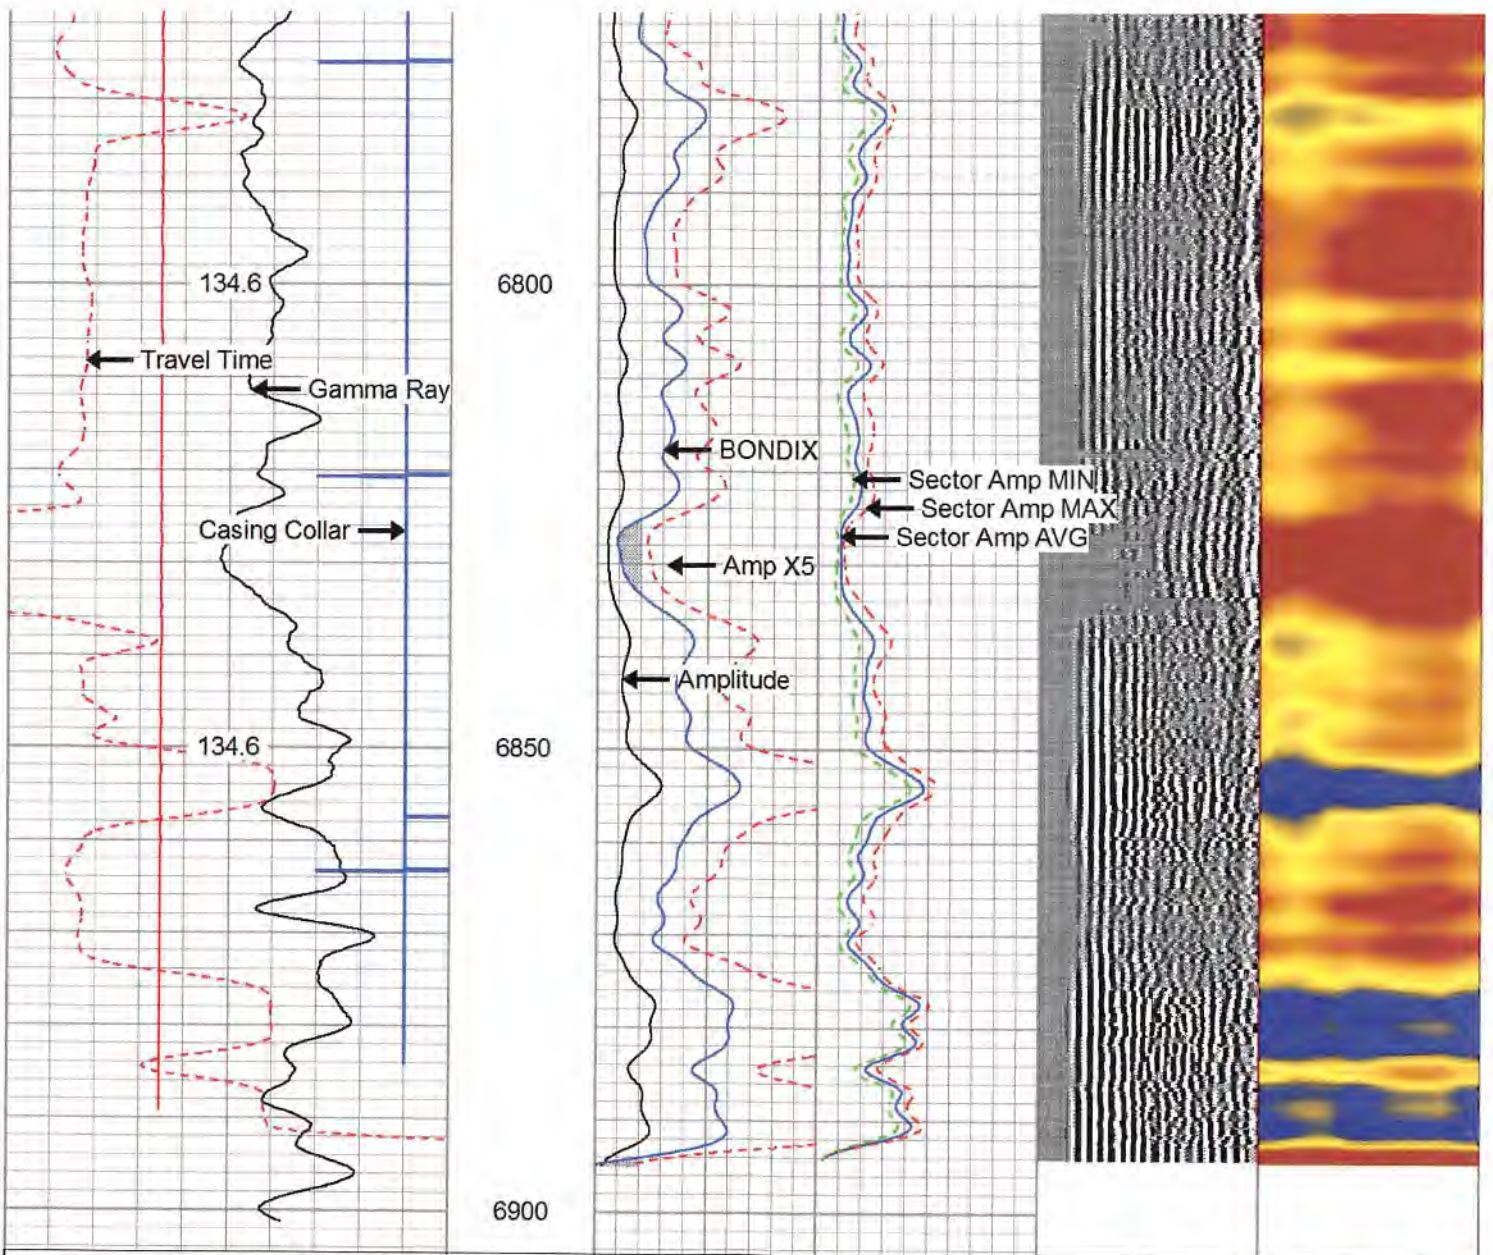 134.6
6800
Travel Time
Gamma Ray
BONDIX
Sector Amp MIN
Sector Amp MAX
Casing Collar
Sector Amp AVG
Amp X5
Amplitude
134.6
6850
6900